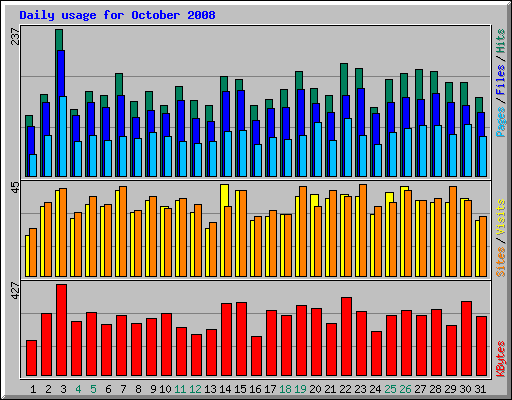 Daily usage for October 2008
237
Pages / Files / Hits
45
Sites / Visits
427
KBytes
1 2 3 4 5 6 7 8 9 10 11 12 13 14 15 16 17 18 19 20 21 22 23 24 25 26 27 28 29 30 31